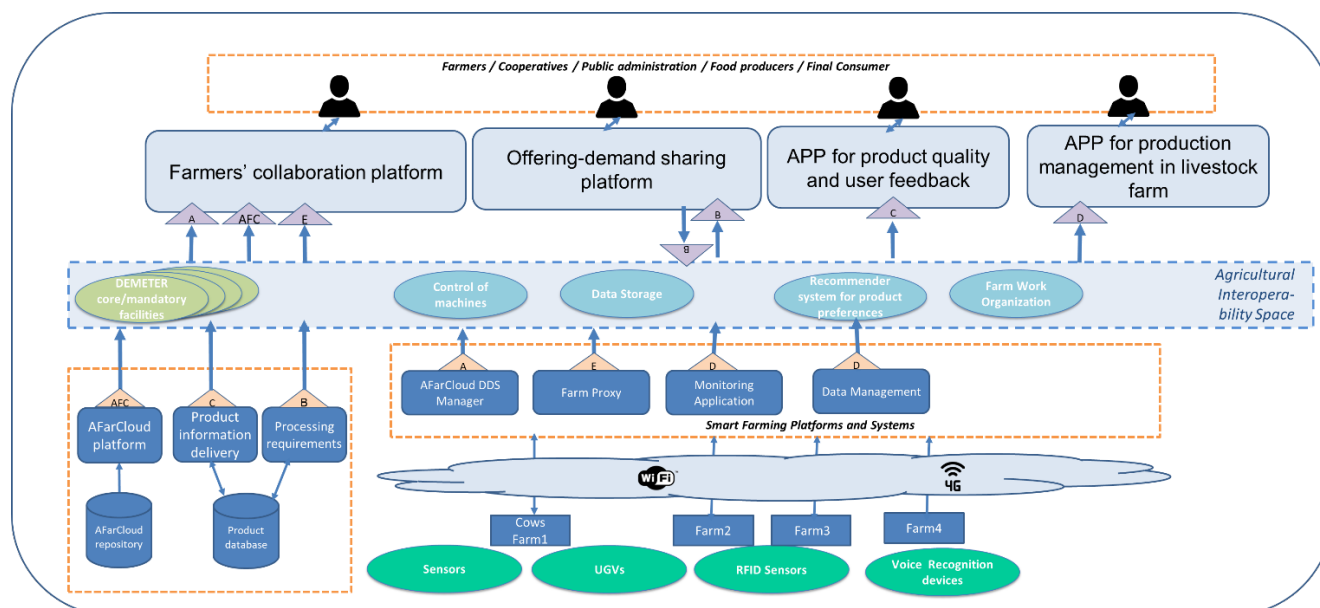 Farmers / Cooperatives / Public administration / Food producers / Final Consumer
Farmers' collaboration platform
Offering-demand sharing
platform
APP for product quality
and user feedback
APP for production
management in livestock
farm
A
AFC
E
B
B
C
D
DEMETER
core/mandatory
facilities
Control of
machines
Data Storage
Recommender
system for product
preferences
Farm Work
Organization
Agricultural
Interopera-
bility Space
AFC
C
B
A
E
D
D
AFarCloud
platform
Product
information
delivery
Processing
requirements
AFarCloud DDS
Manager
Farm Proxy
Monitoring
Application
Data Management
Smart Farming Platforms and Systems
WiFi™
4G
AFarCloud
repository
Product
database
Cows
Farm1
Farm2
Farm3
Farm4
Sensors
UGVs
RFID Sensors
Voice Recognition
devices